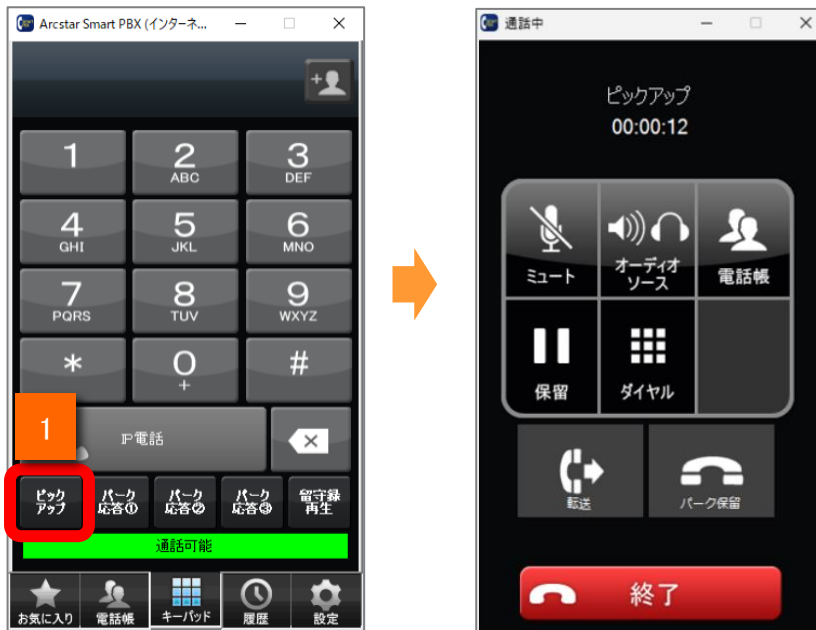 Arcstar Smart PBX (インターネ...
1
2
ABC
3
DEF
4
GHI
5
JKL
6
MNO
7
PQRS
8
TUV
9
WXYZ
*
0
+
#
1
IP電話
ピック
アップ
パーク
応答①
パーク
応答②
パーク
応答③
留守録
再生
通話可能
お気に入り
電話帳
キーパッド
履歴
設定
通話中
ピックアップ
00:00:12
ミュート
オーディオ
ソース
電話帳
保留
ダイヤル
転送
パーク保留
終了